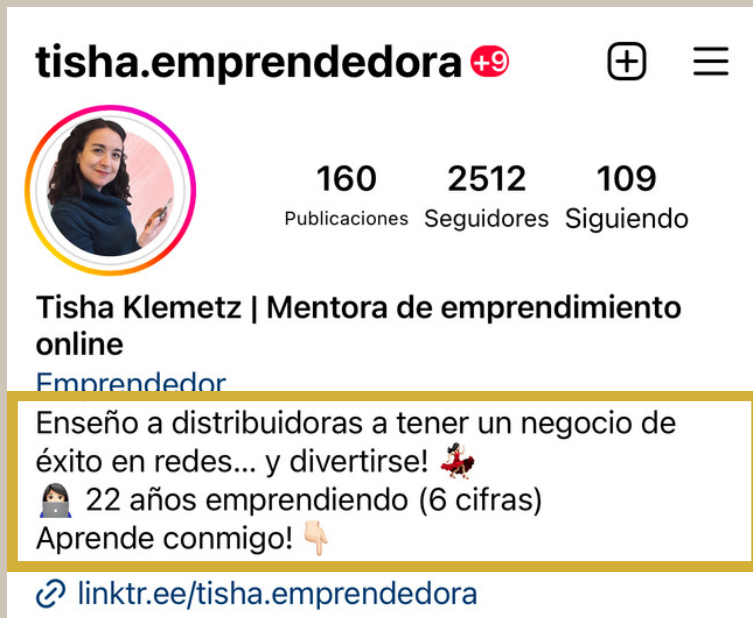 tisha.emprendedora +9
160 2512 109
Publicaciones Seguidores Siguiendo
Tisha Klemetz | Mentora de emprendimiento
online
Emprendedor
Enseño a distribuidoras a tener un negocio de
éxito en redes... y divertirse! 💃🏻
👩🏻‍💻 22 años emprendiendo (6 cifras)
Aprende conmigo! 👇🏻
linktr.ee/tisha.emprendedora